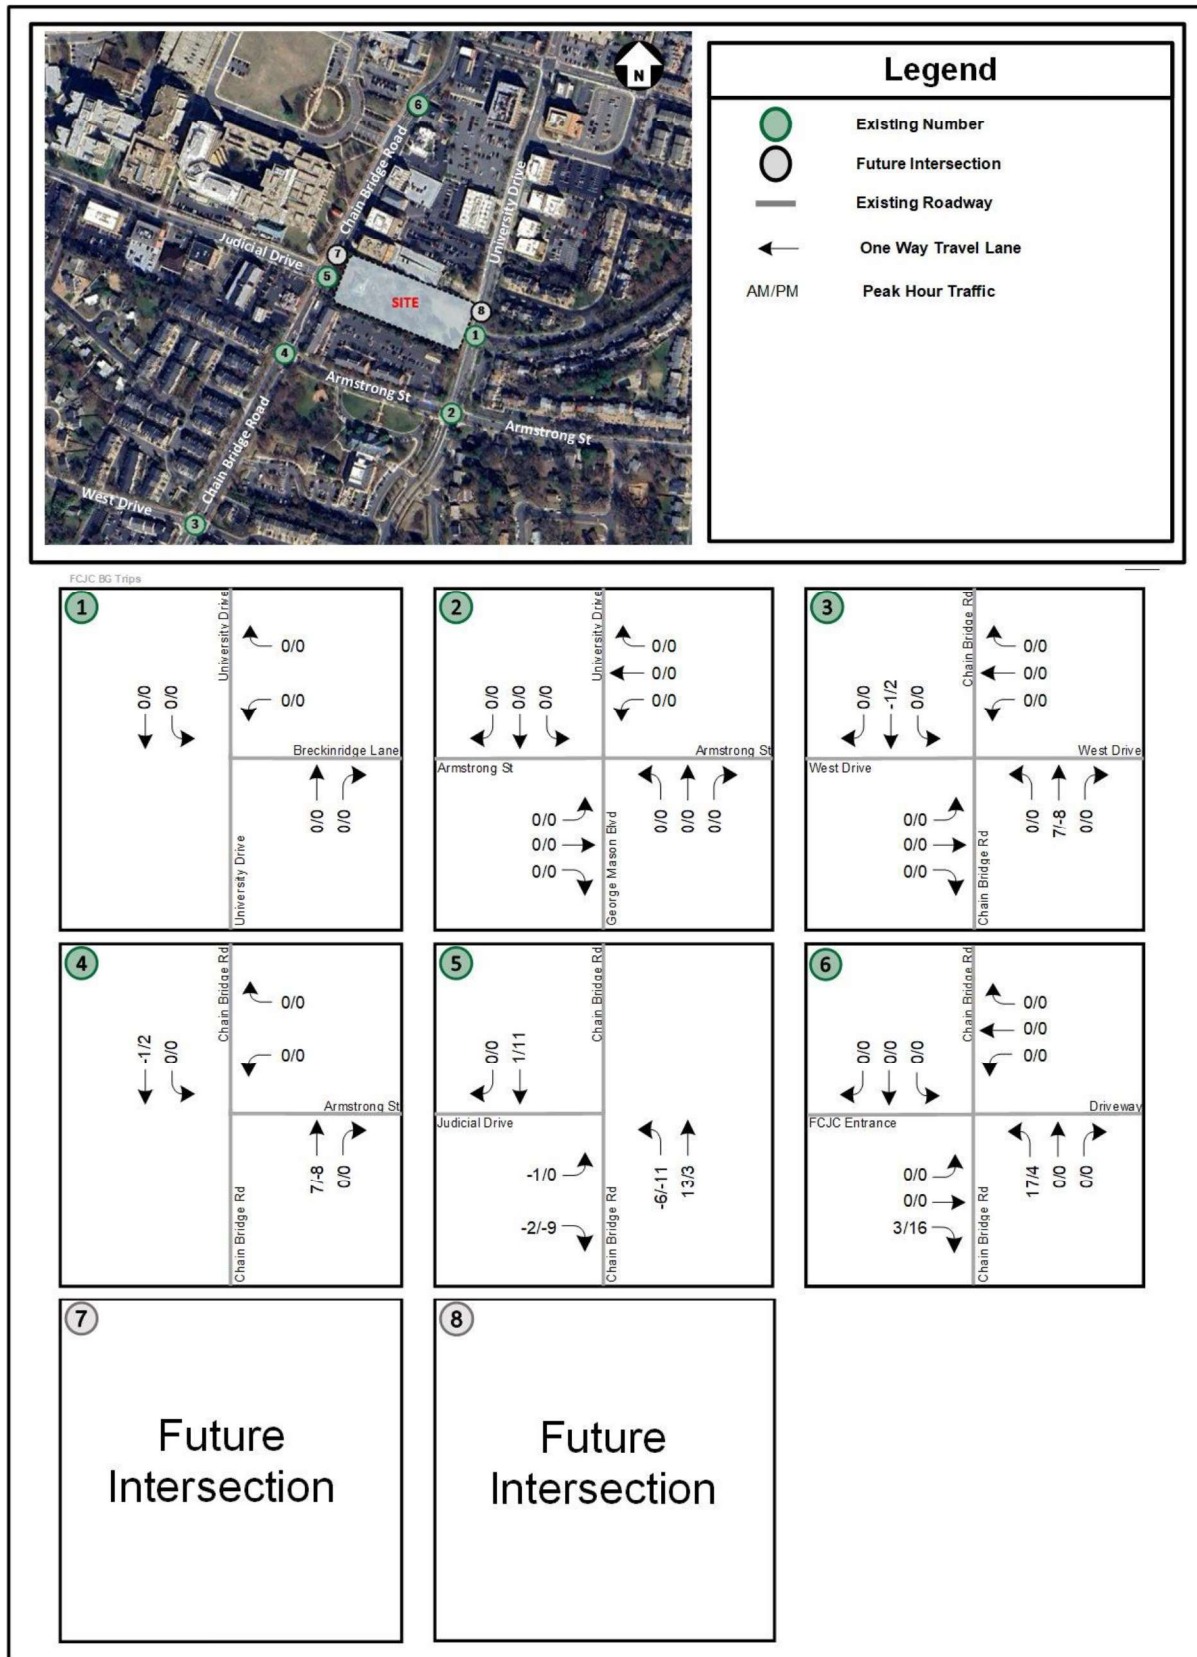 N
6
Chain Bridge Road
University Drive
Judicial Drive
7
5
SITE
8
1
4
Armstrong St
2
Armstrong St
Chain Bridge Road
West Drive
3
Legend
Existing Number
Future Intersection
Existing Roadway
One Way Travel Lane
AM/PM Peak Hour Traffic
FCJC BG Trips
1
University Drive
0/0
0/0
0/0
0/0
Breckinridge Lane
0/0
0/0
University Drive
2
University Drive
0/0
0/0
0/0
0/0
0/0
0/0
Armstrong St
Armstrong St
0/0
0/0
0/0
George Mason Blvd
0/0
0/0
0/0
3
Chain Bridge Rd
0/0
0/0
0/0
0/0
-1/2
0/0
West Drive
West Drive
0/0
0/0
0/0
Chain Bridge Rd
0/0
7/-8
0/0
4
Chain Bridge Rd
0/0
0/0
-1/2
0/0
Armstrong St
7/-8
0/0
Chain Bridge Rd
5
Chain Bridge Rd
0/0
1/11
Judicial Drive
-1/0
-2/-9
Chain Bridge Rd
-6/-11
13/3
6
Chain Bridge Rd
0/0
0/0
0/0
0/0
0/0
0/0
Driveway
FCJC Entrance
0/0
0/0
3/16
Chain Bridge Rd
17/4
0/0
0/0
7
Future
Intersection
8
Future
Intersection